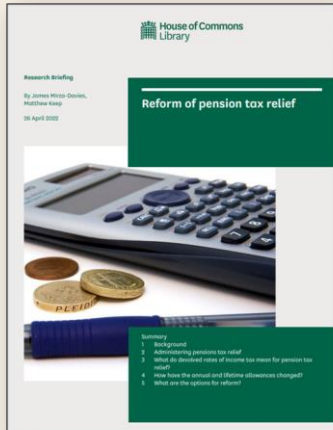 House of Commons
Library
Research Briefing
By James Mirza-Davies,
Matthew Keep
26 April 2022
Reform of pension tax relief
Summary
1 Background
2 Administering pensions tax relief
3 What do devolved rates of income tax mean for pension tax
relief?
4 How have the annual and lifetime allowances changed?
5 What are the options for reform?